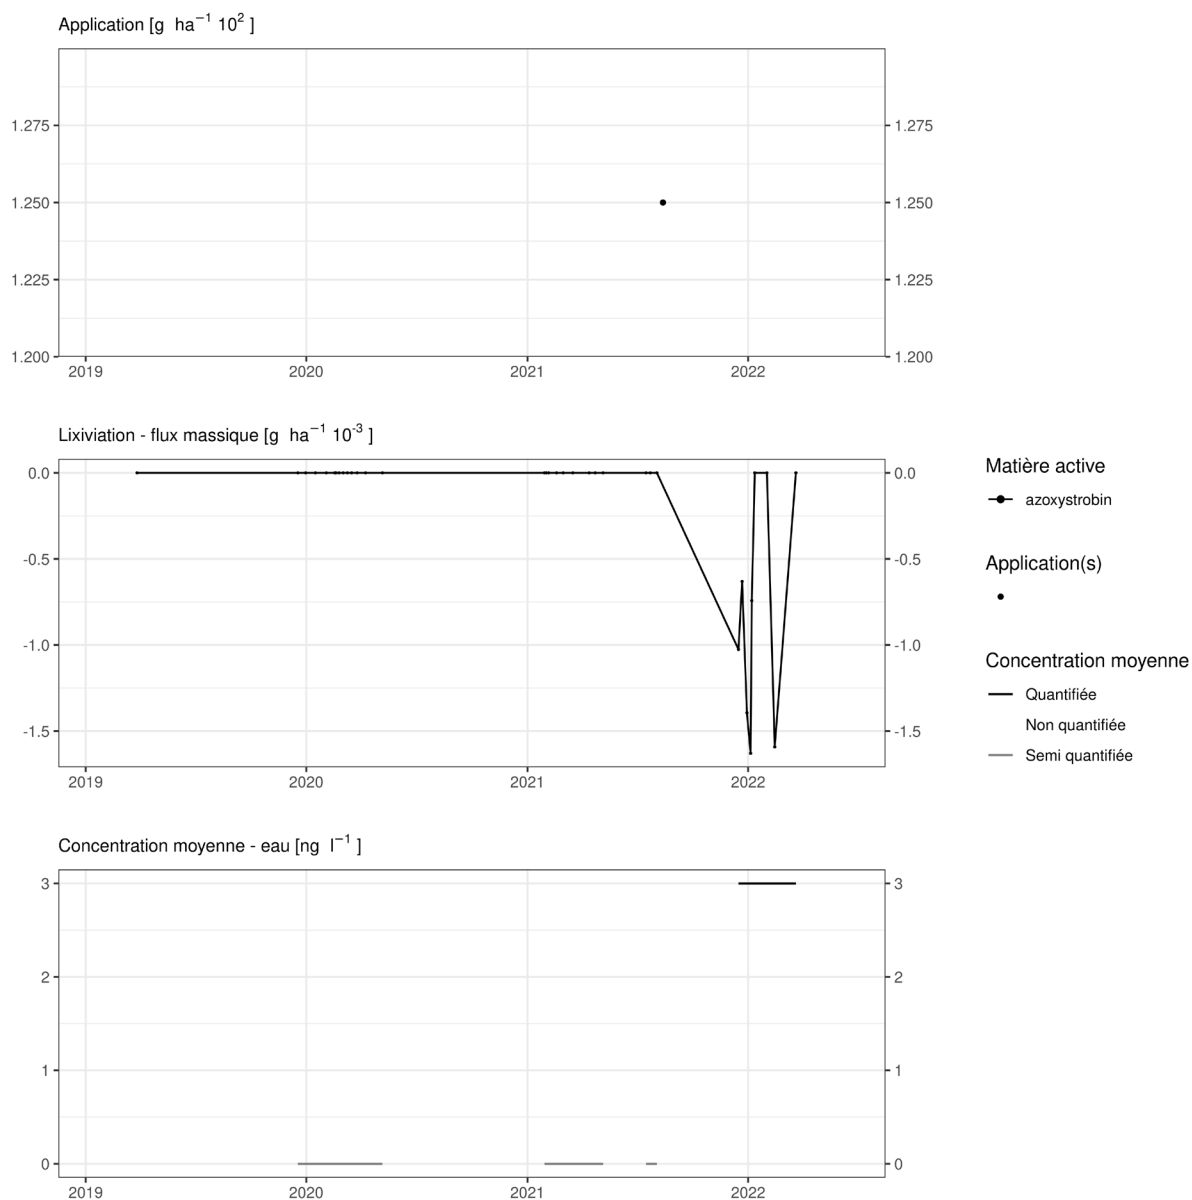 Application [g ha⁻¹ 10² ]
1.275 1.275
1.250 1.250
1.225 1.225
1.200 1.200
2019 2020 2021 2022
Lixiviation - flux massique [g ha⁻¹ 10⁻³ ]
0.0 0.0
-0.5 -0.5
-1.0 -1.0
-1.5 -1.5
2019 2020 2021 2022
Matière active
azoxystrobin
Application(s)
Concentration moyenne
Quantifiée
Non quantifiée
Semi quantifiée
Concentration moyenne - eau [ng l⁻¹ ]
3 3
2 2
1 1
0 0
2019 2020 2021 2022